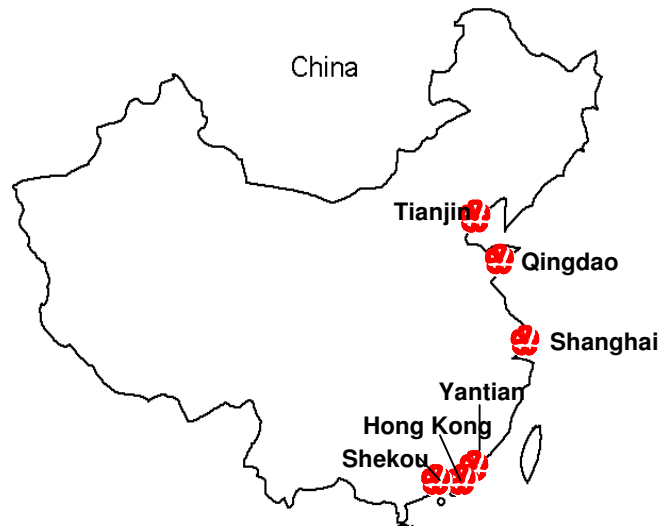 China
Tianjin
Qingdao
Shanghai
Yantian
Hong Kong
Shekou